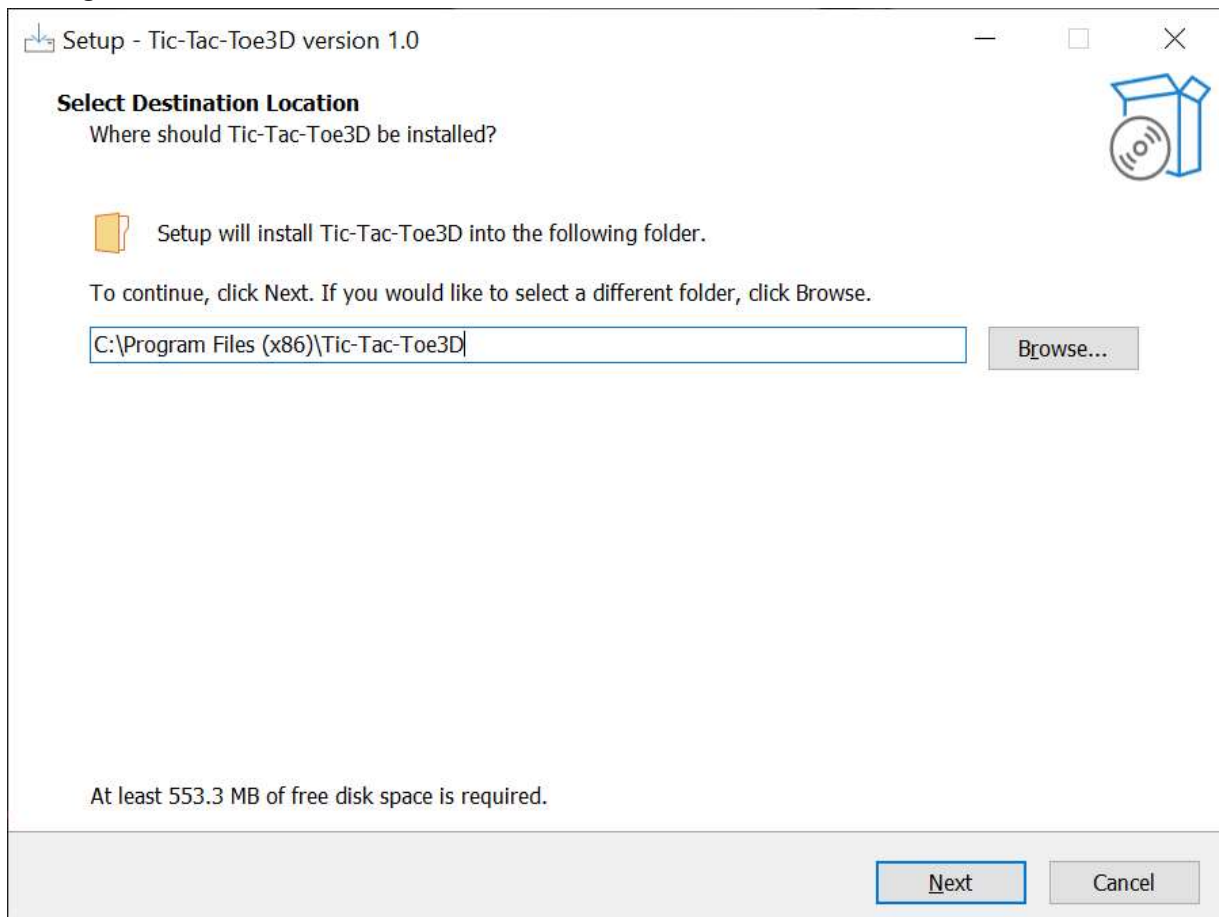 Setup - Tic-Tac-Toe3D version 1.0
Select Destination Location
Where should Tic-Tac-Toe3D be installed?
Setup will install Tic-Tac-Toe3D into the following folder.
To continue, click Next. If you would like to select a different folder, click Browse.
C:\Program Files (x86)\Tic-Tac-Toe3D
Browse...
At least 553.3 MB of free disk space is required.
Next
Cancel